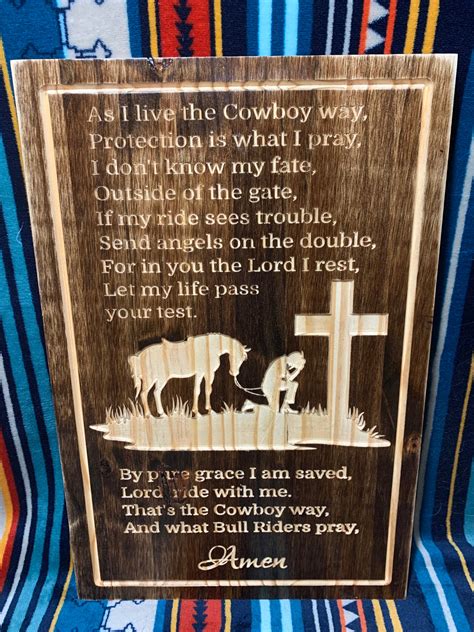 As I live the Cowboy way,
Protection is what I pray,
I don't know my fate,
Outside of the gate,
If my ride sees trouble,
Send angels on the double,
For in you the Lord I rest,
Let my life pass
your test.
By pure grace I am saved,
Lord ride with me.
That's the Cowboy way,
And what Bull Riders pray,
Amen